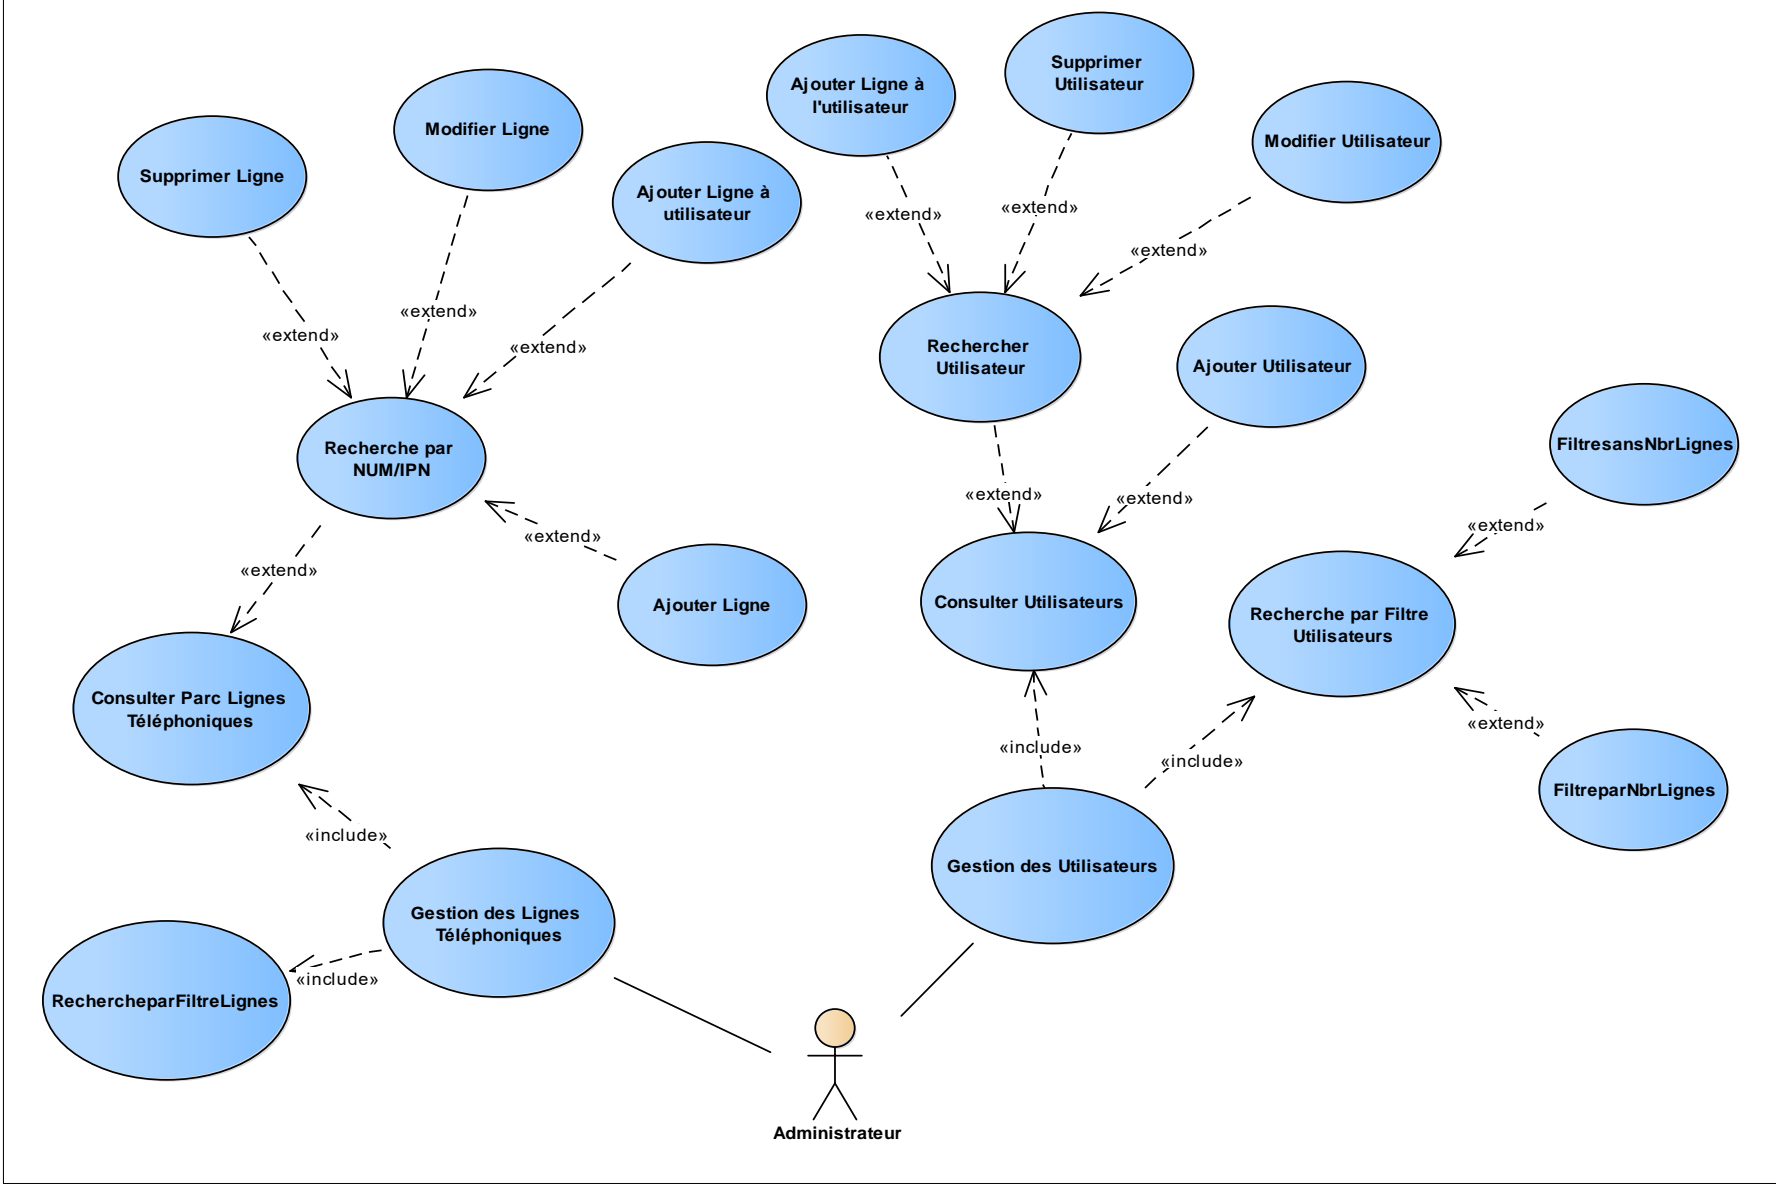 Supprimer
Utilisateur
Ajouter Ligne à
l'utilisateur
Modifier Ligne
Modifier Utilisateur
Supprimer Ligne
Ajouter Ligne à
utilisateur
«extend»
«extend»
«extend»
«extend»
«extend»
«extend»
Rechercher
Utilisateur
Ajouter Utilisateur
Recherche par
NUM/IPN
FiltresansNbrLignes
«extend»
«extend»
«extend»
«extend»
«extend»
Ajouter Ligne
Consulter Utilisateurs
Recherche par Filtre
Utilisateurs
Consulter Parc Lignes
Téléphoniques
«extend»
«include»
«include»
FiltreparNbrLignes
«include»
Gestion des Utilisateurs
Gestion des Lignes
Téléphoniques
«include»
RechercheparFiltreLignes
Administrateur